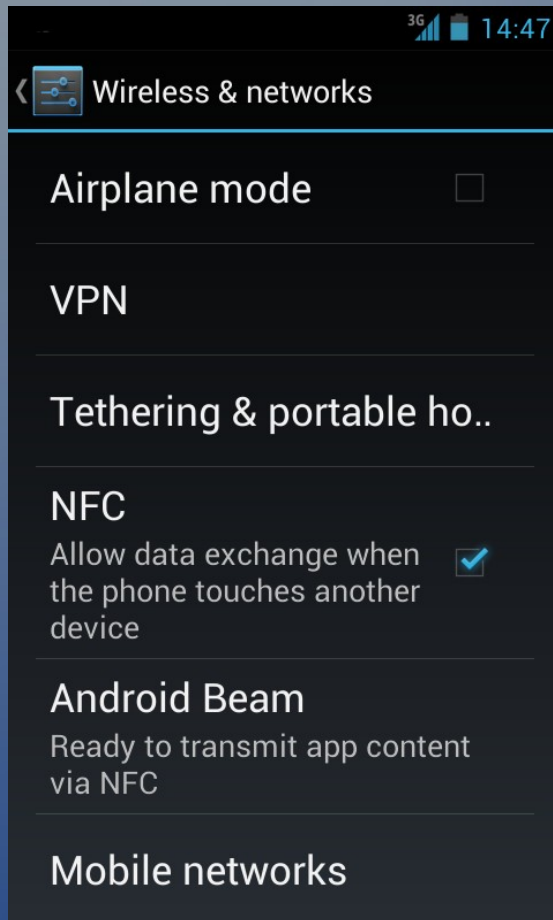 3G 14:47
Wireless & networks
Airplane mode
VPN
Tethering & portable ho..
NFC
Allow data exchange when
the phone touches another
device
Android Beam
Ready to transmit app content
via NFC
Mobile networks